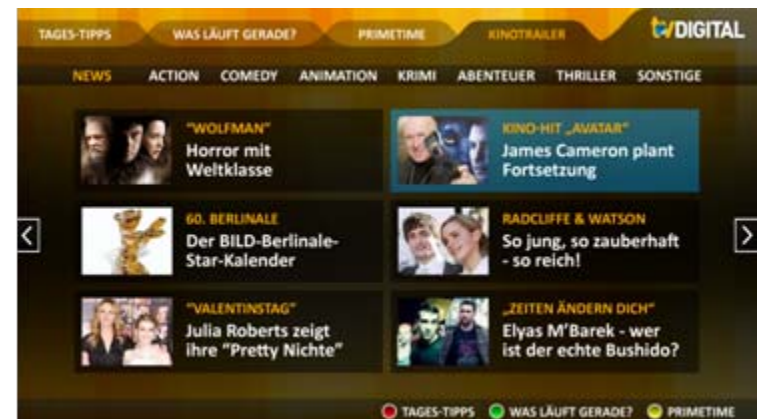 TAGES-TIPPS WAS LÄUFT GERADE? PRIMETIME KINOTRAILER tvDIGITAL
NEWS ACTION COMEDY ANIMATION KRIMI ABENTEUER THRILLER SONSTIGE
"WOLFMAN"
Horror mit
Weltklasse
KINO-HIT „AVATAR"
James Cameron plant
Fortsetzung
60. BERLINALE
Der BILD-Berlinale-
Star-Kalender
RADCLIFFE & WATSON
So jung, so zauberhaft
- so reich!
"VALENTINSTAG"
Julia Roberts zeigt
ihre "Pretty Nichte"
„ZEITEN ÄNDERN DICH"
Elyas M'Barek - wer
ist der echte Bushido?
TAGES-TIPPS WAS LÄUFT GERADE? PRIMETIME